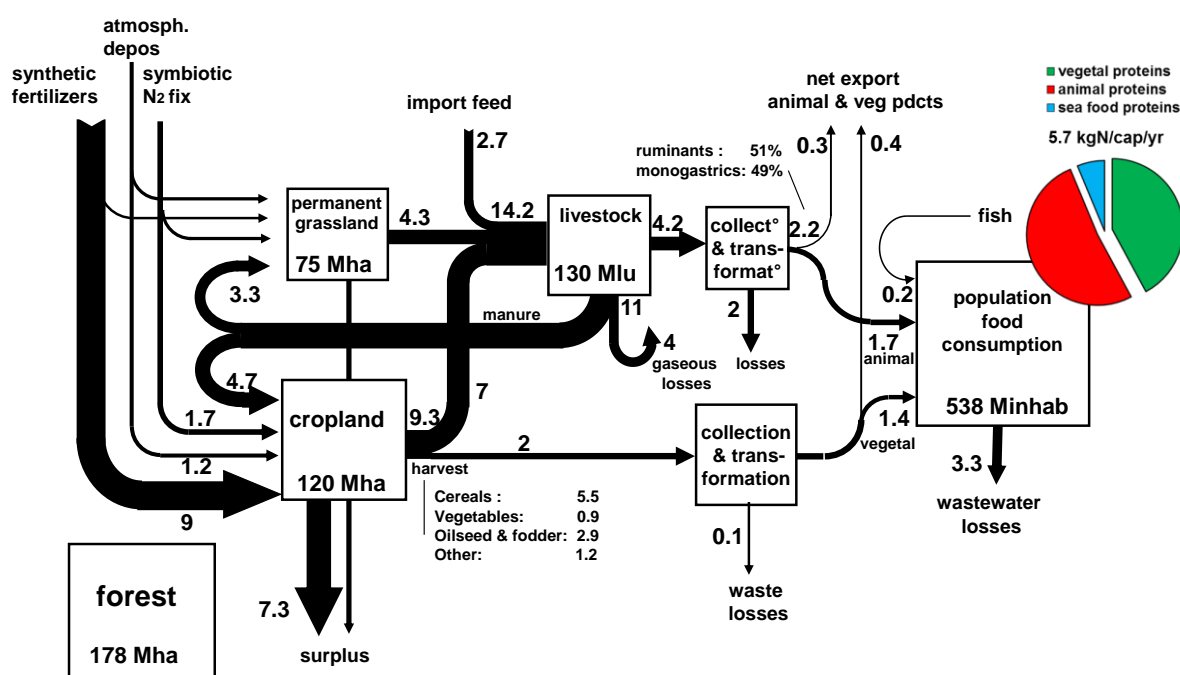 atmosph.
depos
synthetic
fertilizers
symbiotic
N2 fix
import feed
2.7
net export
animal & veg pdcts
vegetal proteins
animal proteins
sea food proteins
5.7 kgN/cap/yr
0.3
0.4
ruminants : 51%
monogastrics: 49%
permanent
grassland
75 Mha
4.3
14.2
livestock
130 Mlu
4.2
collect°
& trans-
format°
2.2
fish
0.2
population
food
consumption
538 Minhab
3.3
manure
11
4
gaseous
losses
2
losses
1.7
animal
4.7
1.7
1.2
9
cropland
120 Mha
9.3
7
2
harvest
Cereals : 5.5
Vegetables: 0.9
Oilseed & fodder: 2.9
Other: 1.2
collection
& trans-
formation
1.4
vegetal
3.3
wastewater
losses
0.1
waste
losses
7.3
surplus
forest
178 Mha